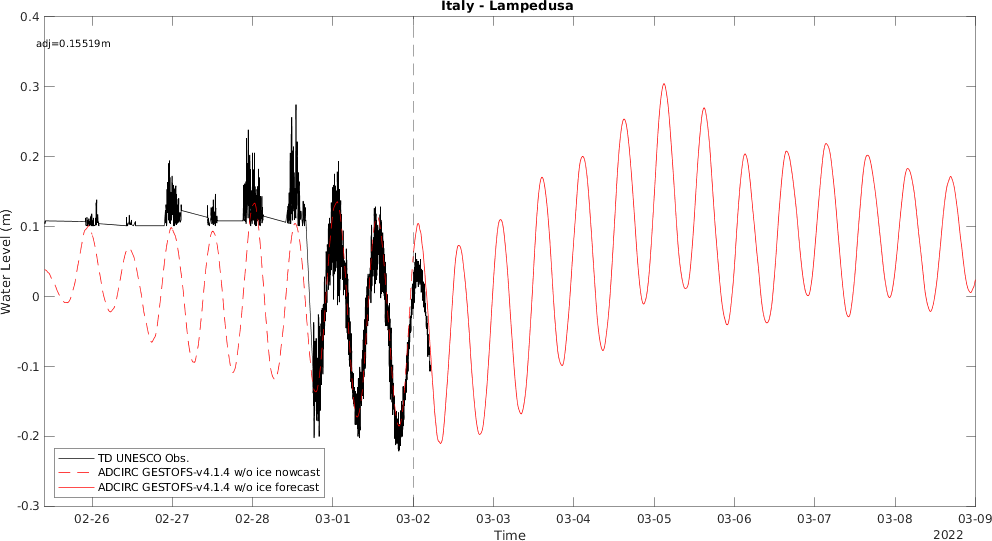 Italy - Lampedusa
adj=0.15519m
0.4
0.3
0.2
0.1
0
-0.1
-0.2
-0.3
Water Level (m)
TD UNESCO Obs.
ADCIRC GESTOFS-v4.1.4 w/o ice nowcast
ADCIRC GESTOFS-v4.1.4 w/o ice forecast
02-26 02-27 02-28 03-01 03-02 03-03 03-04 03-05 03-06 03-07 03-08 03-09
Time
2022